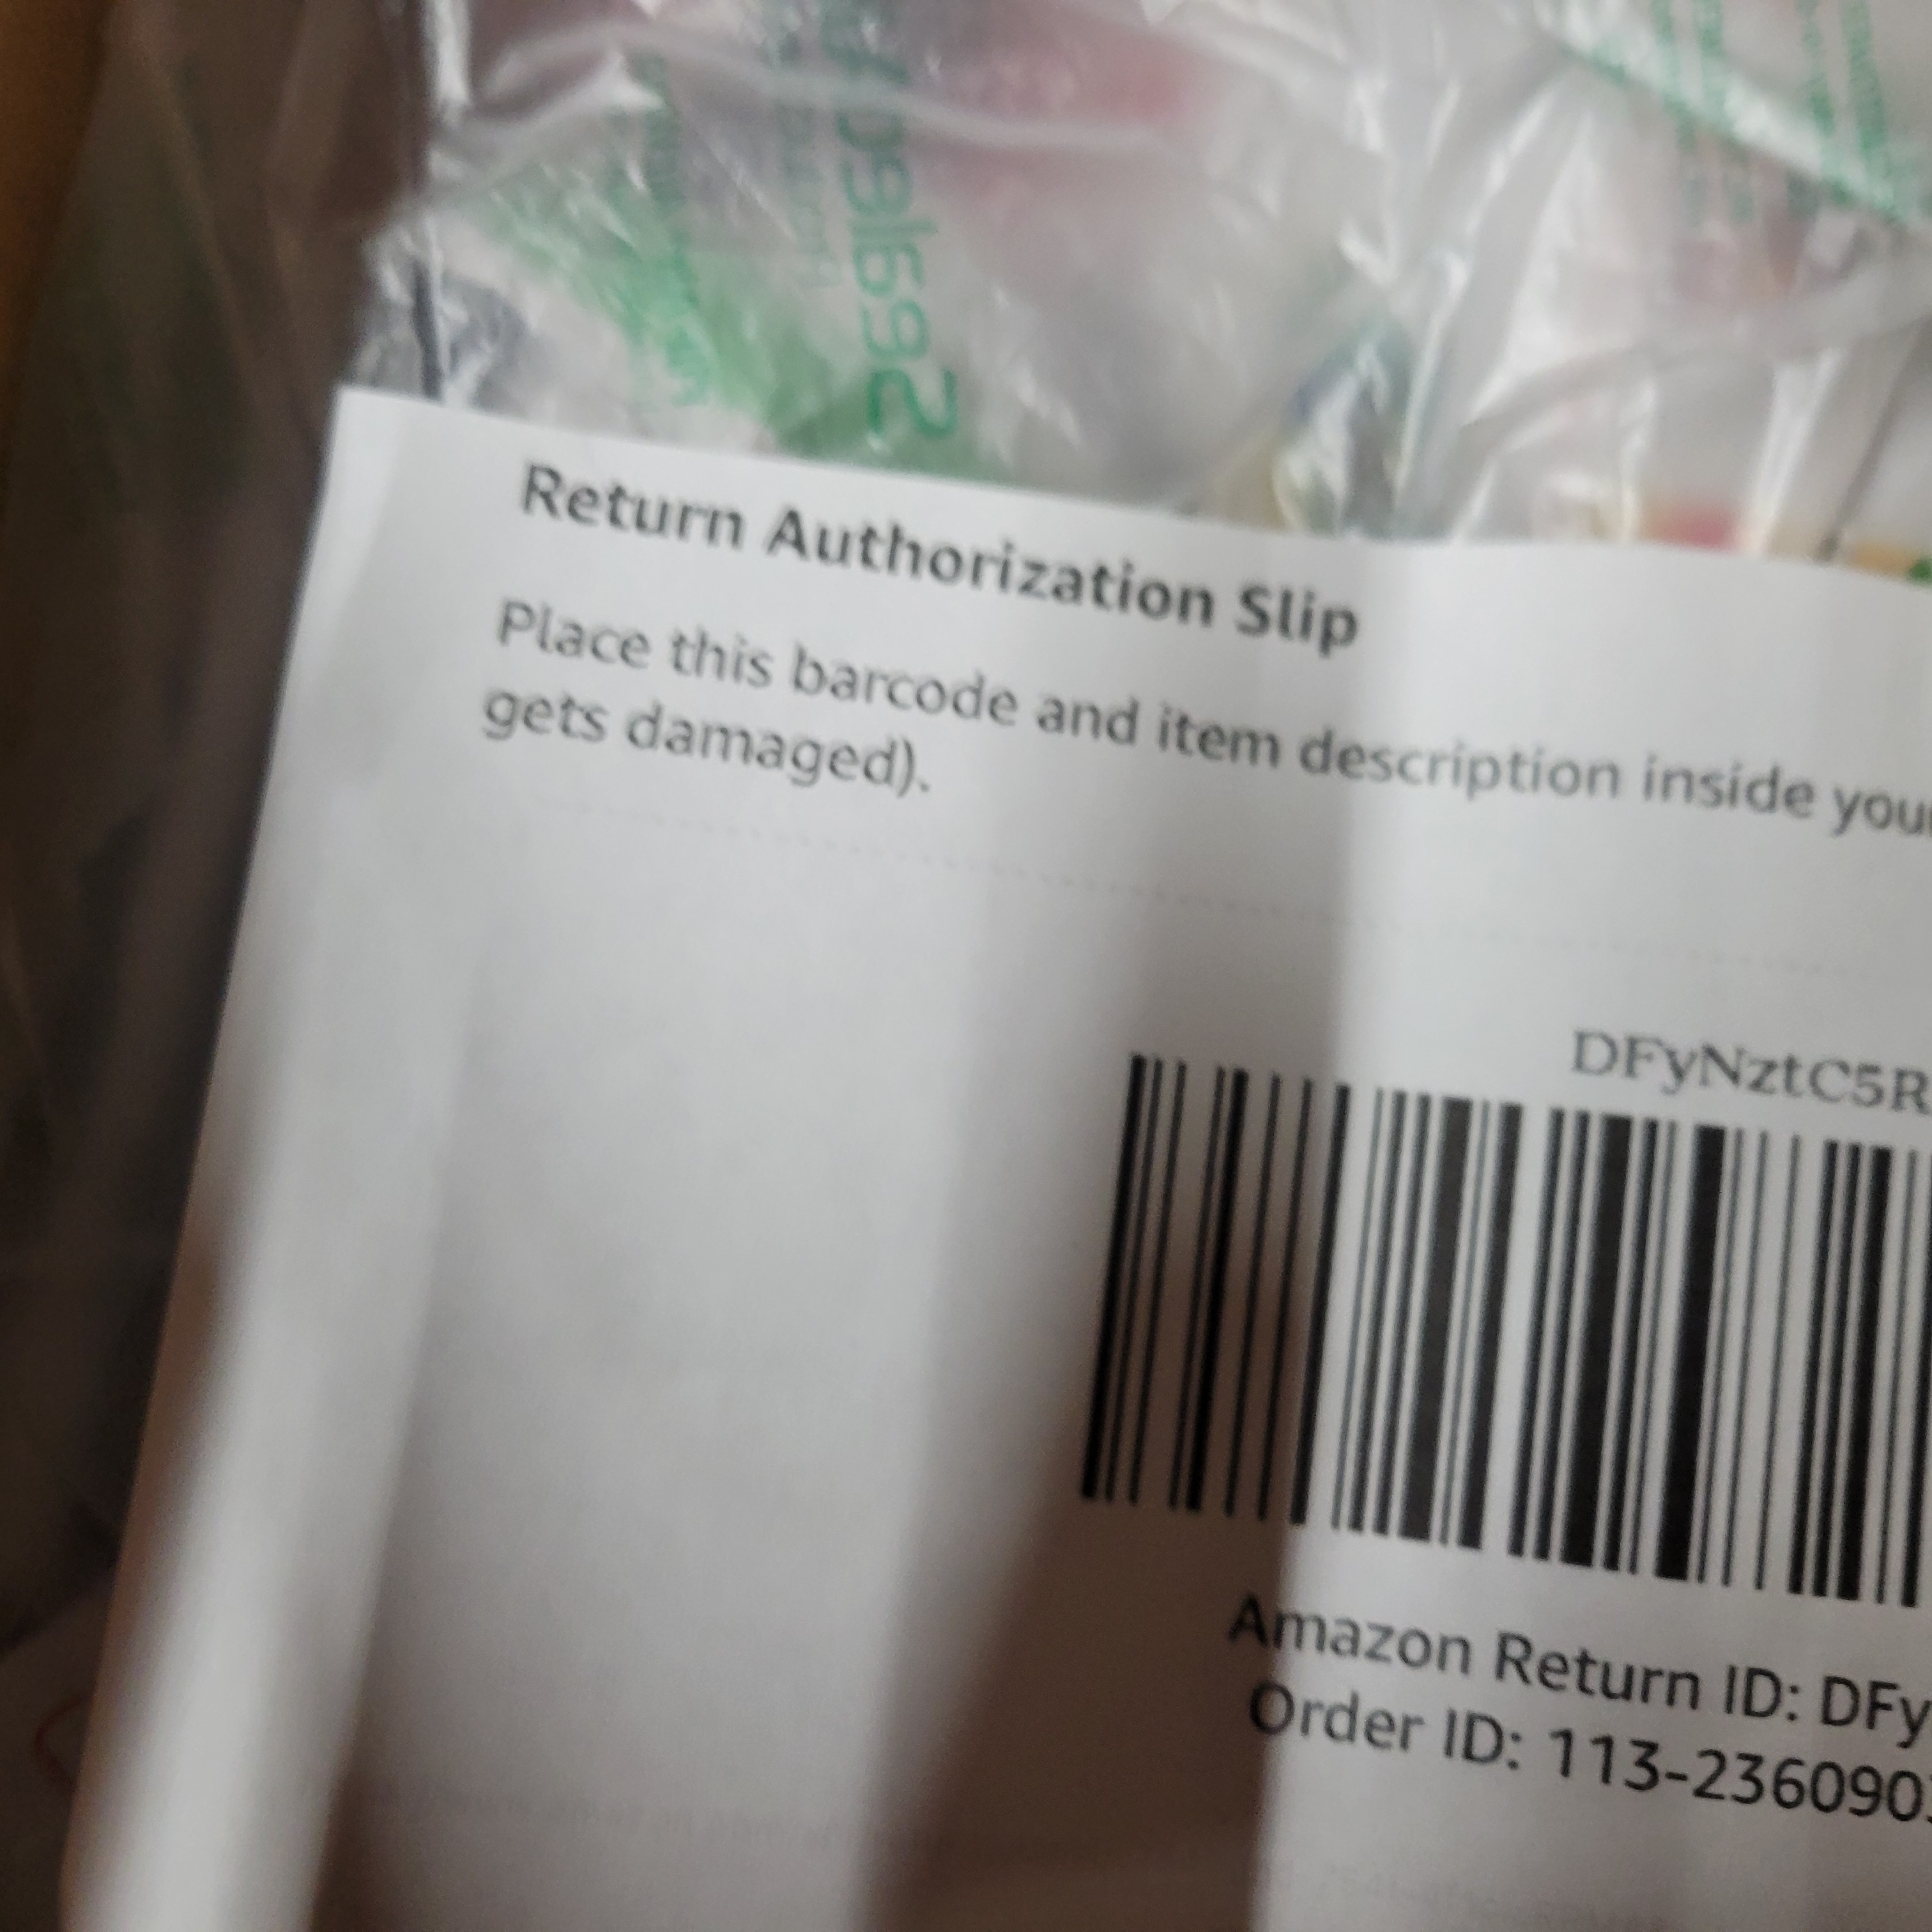 Return Authorization Slip
Place this barcode and item description inside your
gets damaged).
DFyNztC5R
Amazon Return ID: DFy
Order ID: 113-236090